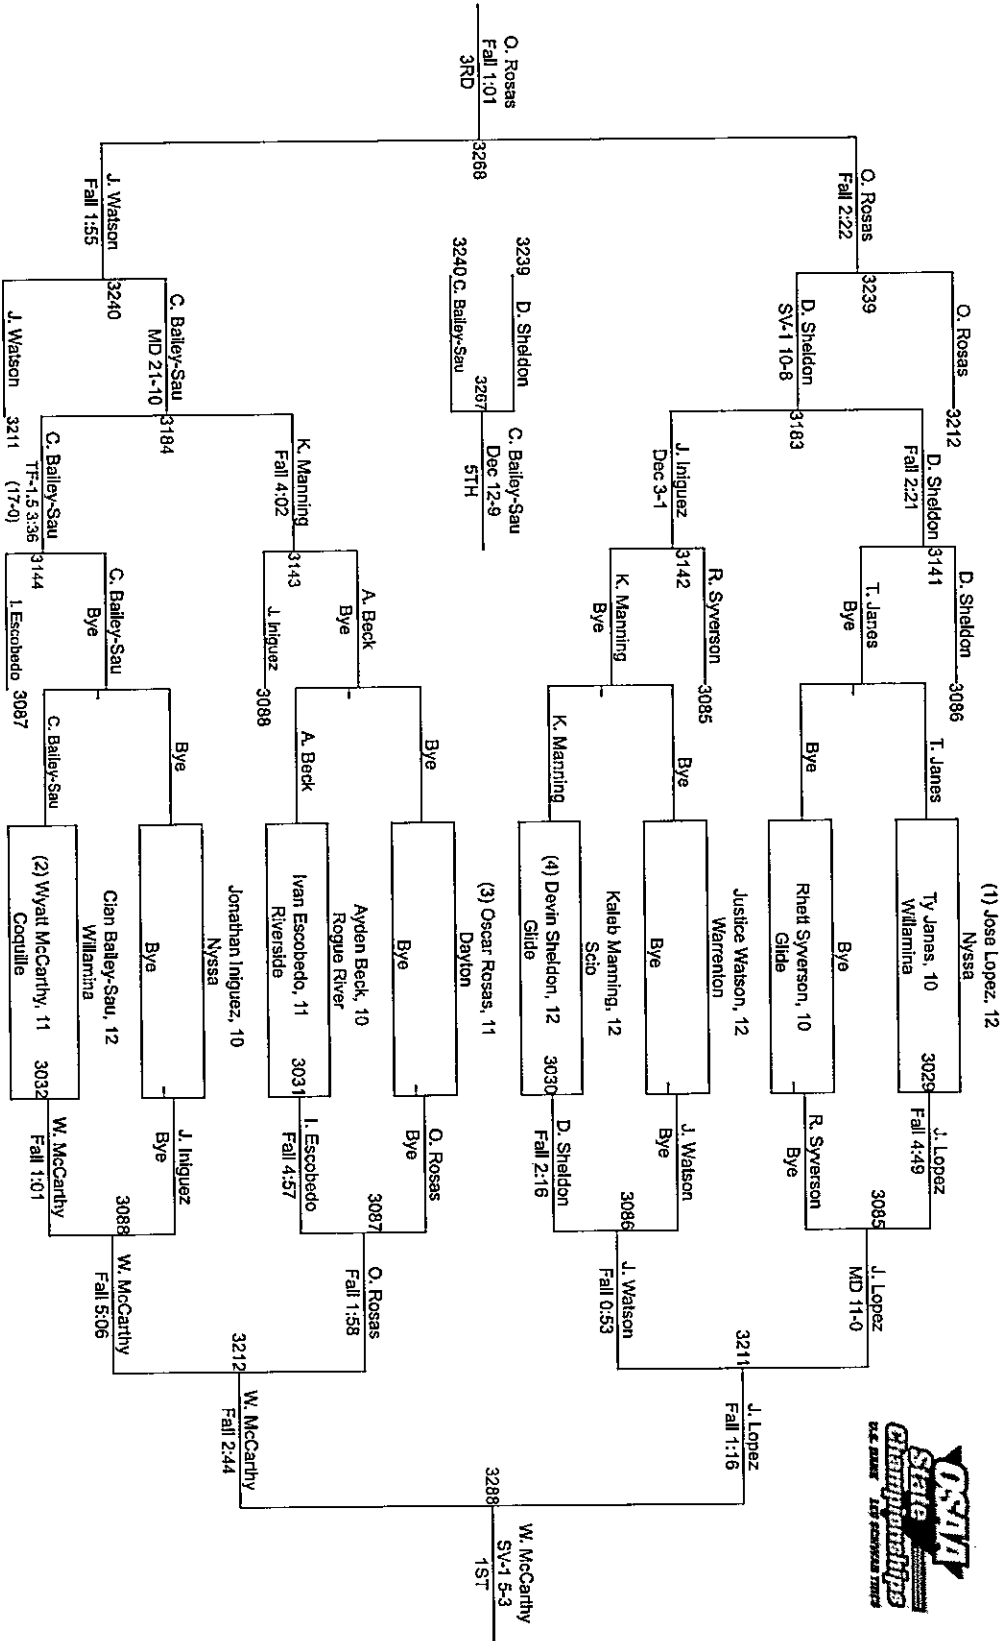 OSAA
State
Championships
U.S. BANK LES SCHWAB TIRES
(1) Jose Lopez, 12
Nyssa
Ty Janes, 10
Willamina
3029
Bye
Rhett Syverson, 10
Glide
Justice Watson, 12
Warrenton
Bye
Kaleb Manning, 12
Scio
(4) Devin Sheldon, 12
Glide
3030
(3) Oscar Rosas, 11
Dayton
Bye
Ayden Beck, 10
Rogue River
Ivan Escobedo, 11
Riverside
3031
Jonathan Iniguez, 10
Nyssa
Bye
Cian Bailey-Sau, 12
Willamina
(2) Wyatt McCarthy, 11
Coquille
3032
J. Lopez
Fall 4:49
R. Syverson
Bye
J. Watson
Bye
D. Sheldon
Fall 2:16
O. Rosas
Bye
I. Escobedo
Fall 4:57
J. Iniguez
Bye
W. McCarthy
Fall 1:01
3085
J. Lopez
MD 11-0
3086
J. Watson
Fall 0:53
3087
O. Rosas
Fall 1:58
3088
W. McCarthy
Fall 5:06
3211
J. Lopez
Fall 1:16
3212
W. McCarthy
Fall 2:44
3288
W. McCarthy
SV-1 5-3
1ST
T. Janes
Bye
Bye
K. Manning
Bye
A. Beck
Bye
C. Bailey-Sau
D. Sheldon
3086
T. Janes
Bye
R. Syverson
3085
K. Manning
Bye
A. Beck
Bye
J. Iniguez
3088
C. Bailey-Sau
Bye
I. Escobedo
3087
3141
D. Sheldon
Fall 2:21
3142
J. Iniguez
Dec 3-1
3143
K. Manning
Fall 4:02
3144
C. Bailey-Sau
TF-1.5 3:36
(17-0)
O. Rosas
3212
3183
D. Sheldon
SV-1 10-8
3184
C. Bailey-Sau
MD 21-10
J. Watson
3211
3239
O. Rosas
Fall 2:22
3240
J. Watson
Fall 1:55
3268
O. Rosas
Fall 1:01
3RD
3239 D. Sheldon
3240 C. Bailey-Sau
3267
C. Bailey-Sau
Dec 12-9
5TH